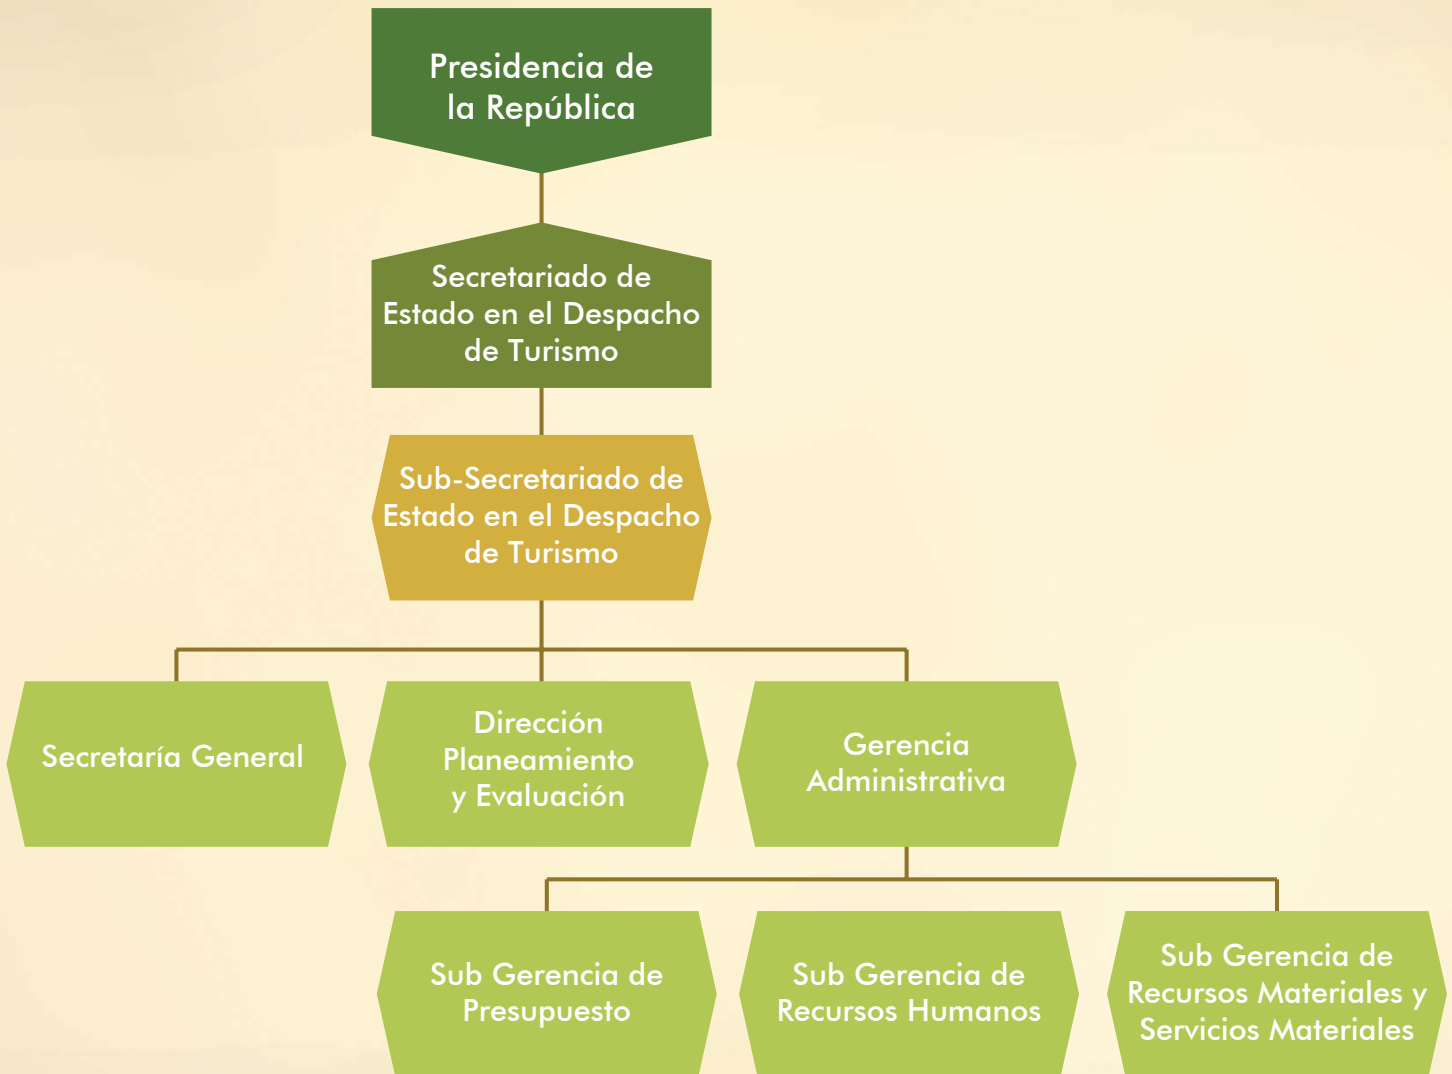 Presidencia de
la República
Secretariado de
Estado en el Despacho
de Turismo
Sub-Secretariado de
Estado en el Despacho
de Turismo
Secretaría General
Dirección
Planeamiento
y Evaluación
Gerencia
Administrativa
Sub Gerencia de
Presupuesto
Sub Gerencia de
Recursos Humanos
Sub Gerencia de
Recursos Materiales y
Servicios Materiales